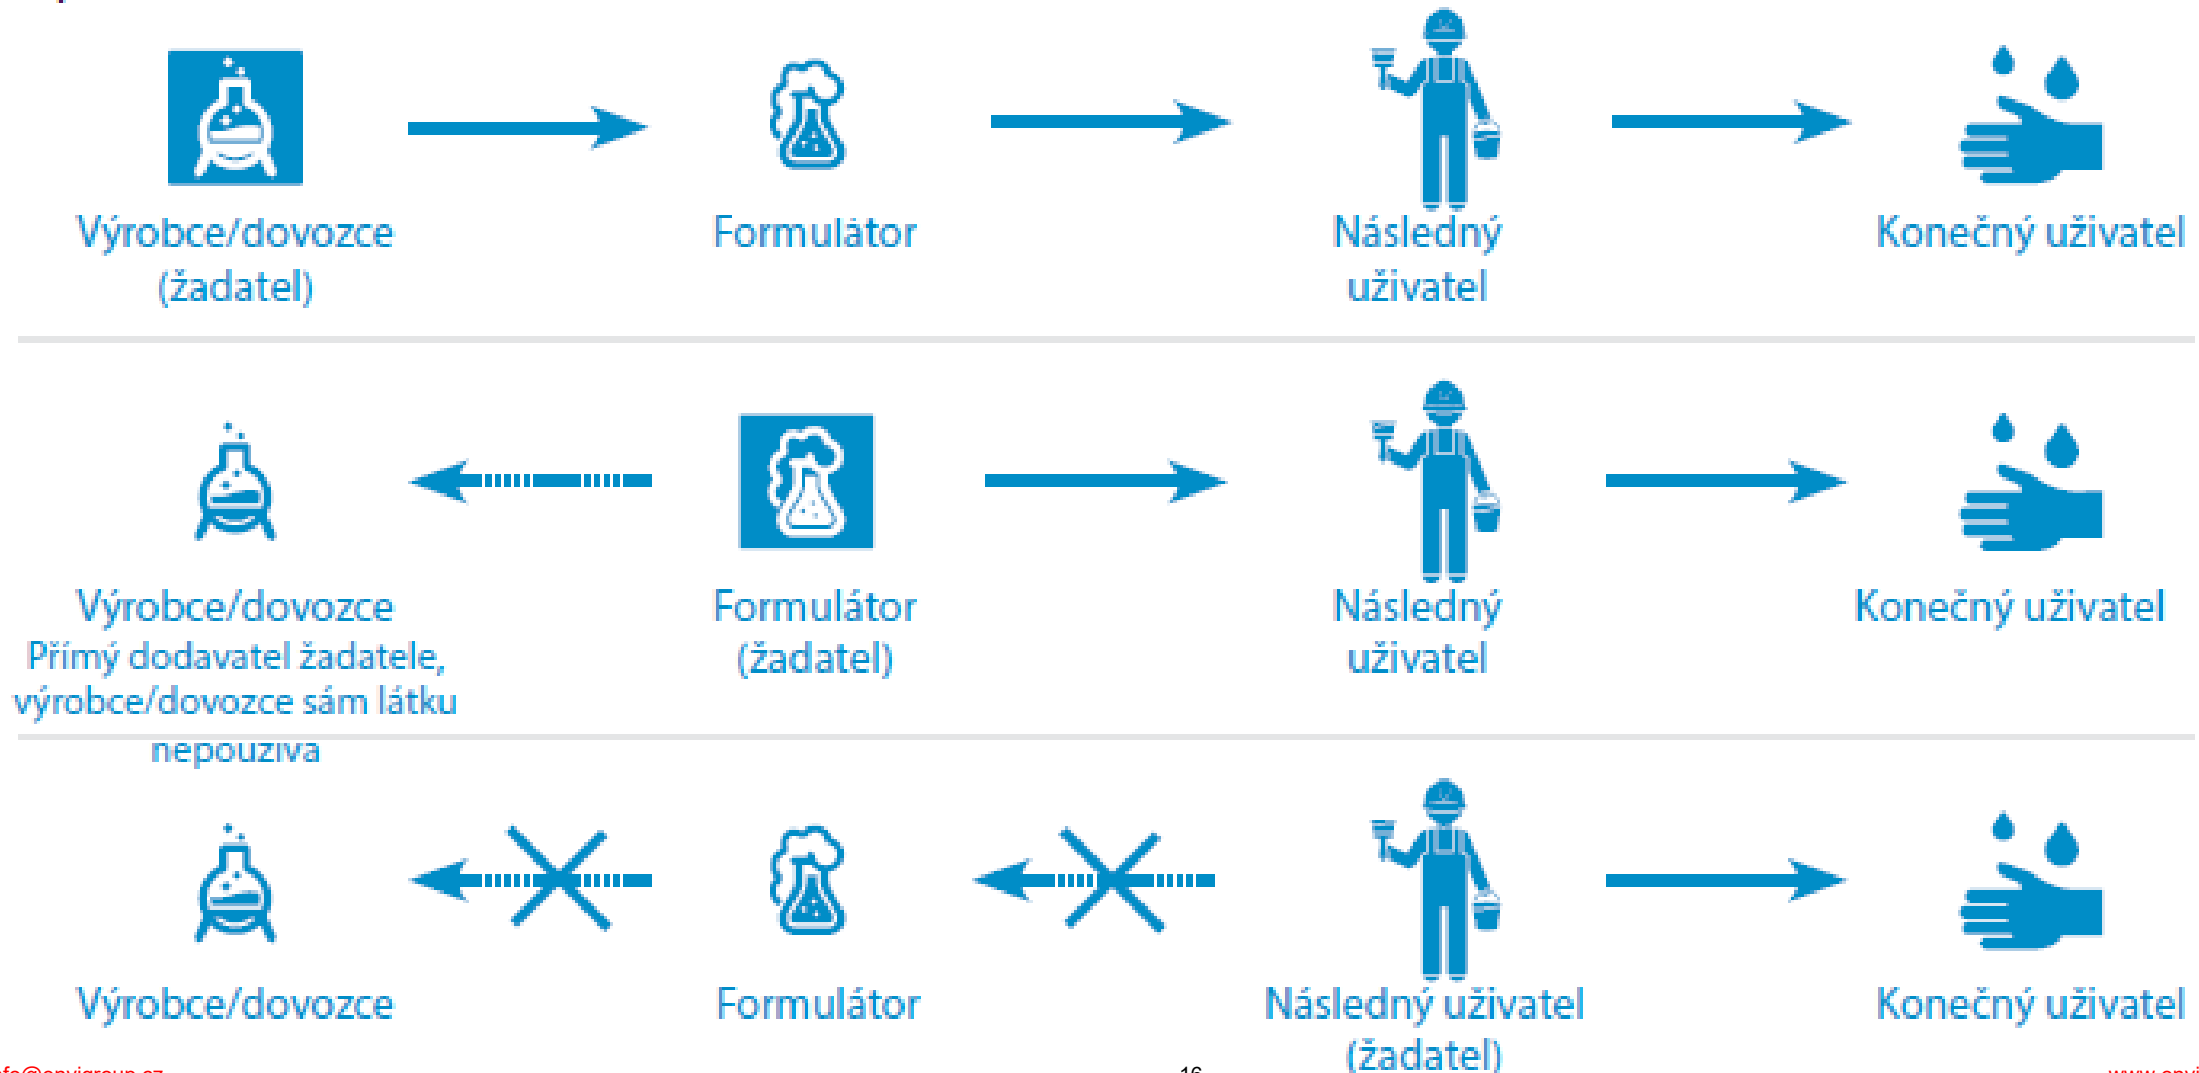 Výrobce/dovozce
(žadatel)
Formulátor
Následný
uživatel
Konečný uživatel
Výrobce/dovozce
Přímý dodavatel žadatele,
výrobce/dovozce sám látku
nepoužívá
Formulátor
(žadatel)
Následný
uživatel
Konečný uživatel
Výrobce/dovozce
Formulátor
Následný uživatel
(žadatel)
Konečný uživatel
16